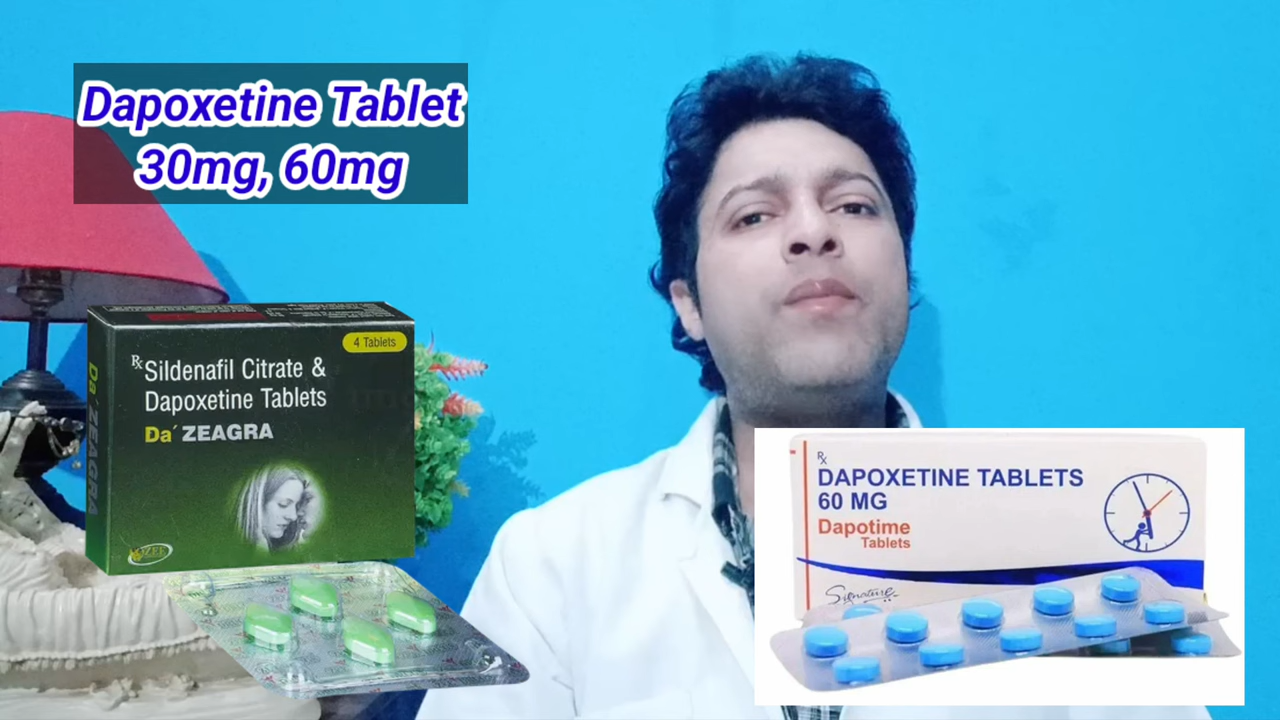 Dapoxetine Tablet
30mg, 60mg
4 Tablets
Rx Sildenafil Citrate &
Dapoxetine Tablets
Da' ZEAGRA
Da' ZEAGRA
Rx
DAPOXETINE TABLETS
60 MG
Dapotime
Tablets
Signature